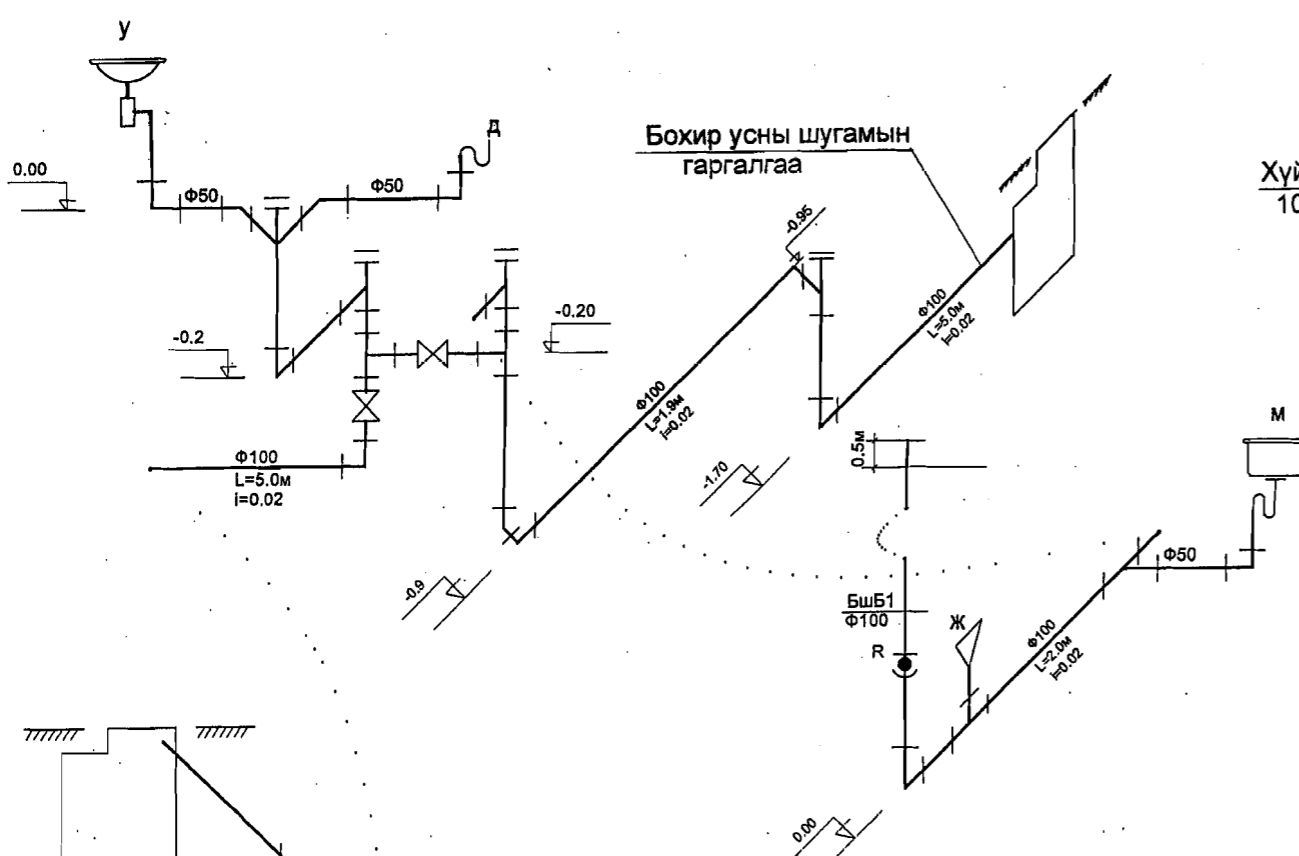 У
Д
0.00
Ф50
Ф50
Бохир усны шугамын
гаргалгаа
-0.95
-0.2
-0.20
Ф100
L=5.0м
i=0.02
Ф100
L=1.9м
i=0.02
Ф100
L=5.0м
i=0.02
-1.70
0.5м
М
-0.9
БшБ1
Ф100
R
Ж
Ф100
L=2.0м
i=0.02
Ф50
0.00